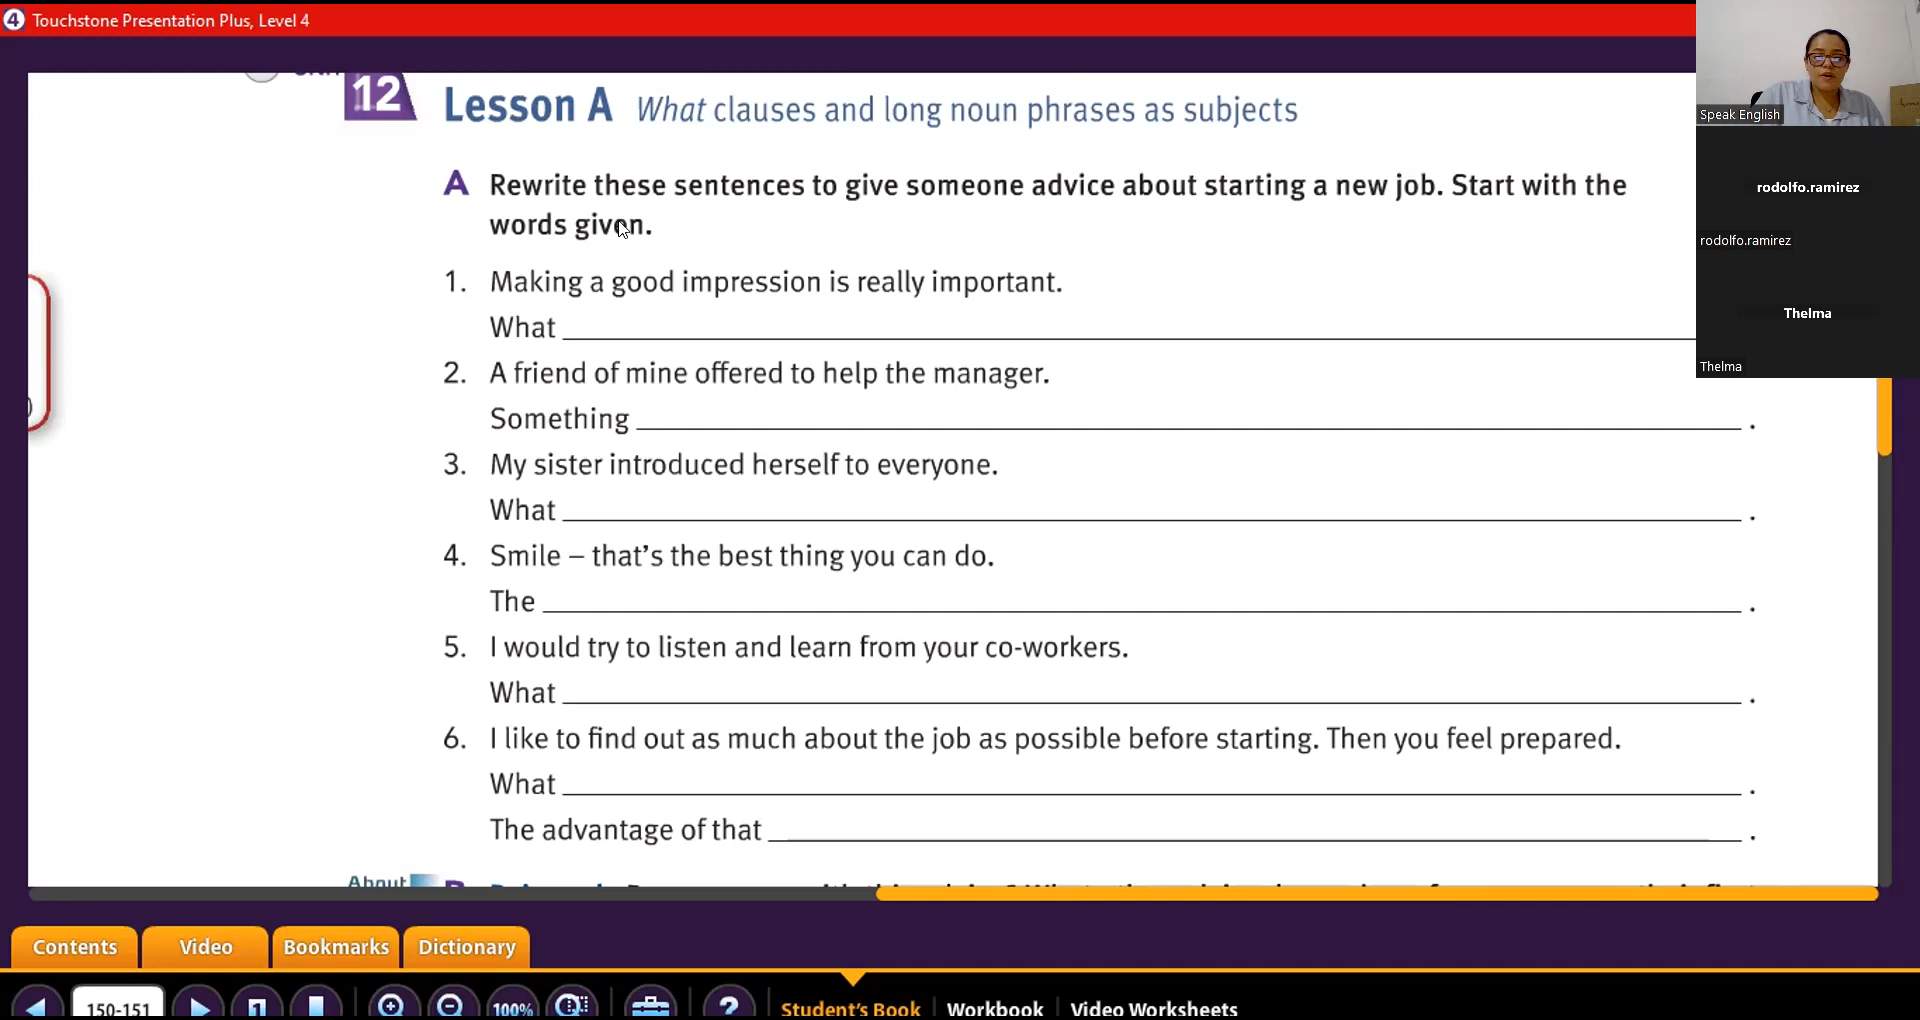 4 Touchstone Presentation Plus, Level 4
12 Lesson A What clauses and long noun phrases as subjects
Speak English
A Rewrite these sentences to give someone advice about starting a new job. Start with the
words given.
rodolfo.ramirez
rodolfo.ramirez
1. Making a good impression is really important.
What
Thelma
Thelma
2. A friend of mine offered to help the manager.
Something .
3. My sister introduced herself to everyone.
What .
4. Smile – that's the best thing you can do.
The .
5. I would try to listen and learn from your co-workers.
What .
6. I like to find out as much about the job as possible before starting. Then you feel prepared.
What .
The advantage of that .
About
Contents Video Bookmarks Dictionary
150-151 100% ? Student's Book Workbook Video Worksheets